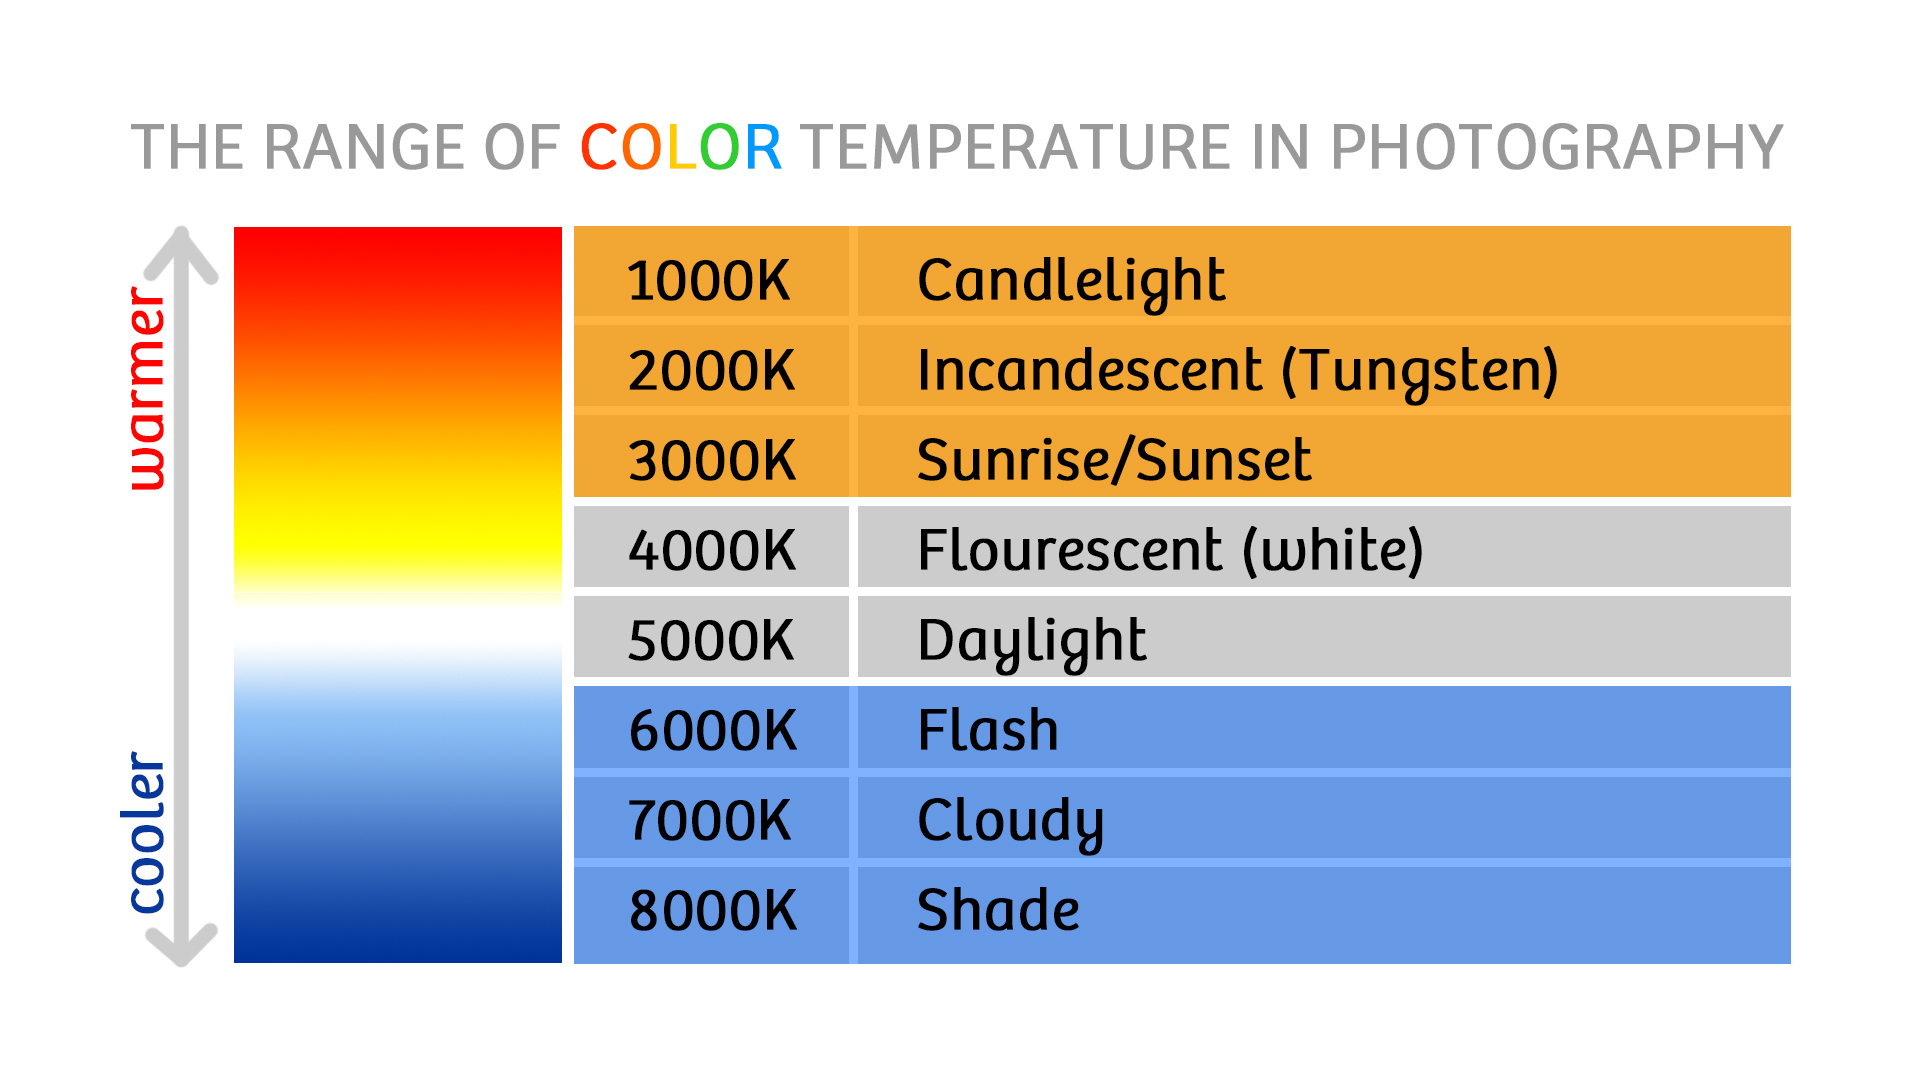 THE RANGE OF COLOR TEMPERATURE IN PHOTOGRAPHY
warmer
cooler
1000K Candlelight
2000K Incandescent (Tungsten)
3000K Sunrise/Sunset
4000K Flourescent (white)
5000K Daylight
6000K Flash
7000K Cloudy
8000K Shade